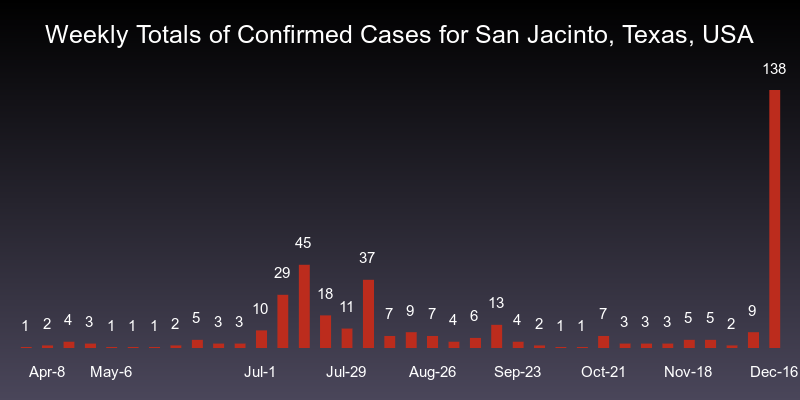 Weekly Totals of Confirmed Cases for San Jacinto, Texas, USA
138
45
37
29
18
13
10 11
7 9 7 4 6 4 2 1 1 7 3 3 3 5 5 2 9
1 2 4 3 1 1 1 2 5 3 3
Apr-8 May-6 Jul-1 Jul-29 Aug-26 Sep-23 Oct-21 Nov-18 Dec-16